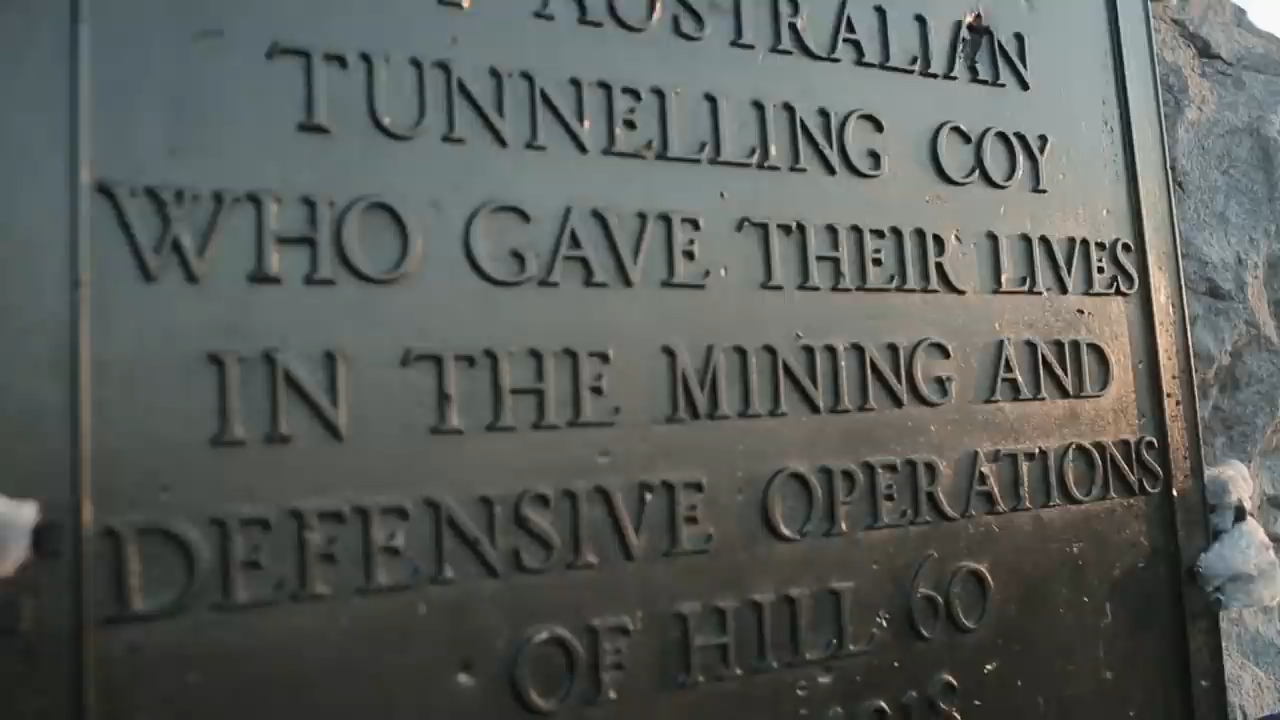 AUSTRALIAN
TUNNELLING COY
WHO GAVE THEIR LIVES
IN THE MINING AND
DEFENSIVE OPERATIONS
OF HILL 60